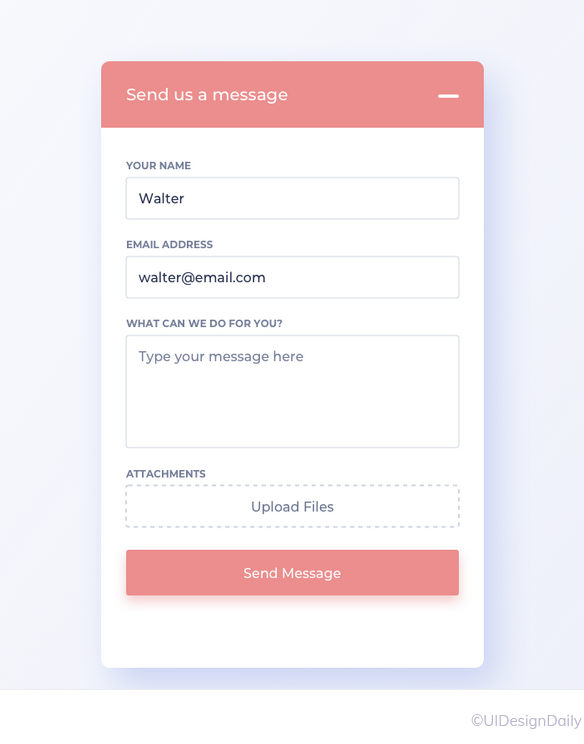 Send us a message
YOUR NAME
Walter
EMAIL ADDRESS
walter@email.com
WHAT CAN WE DO FOR YOU?
Type your message here
ATTACHMENTS
Upload Files
Send Message
©UIDesignDaily